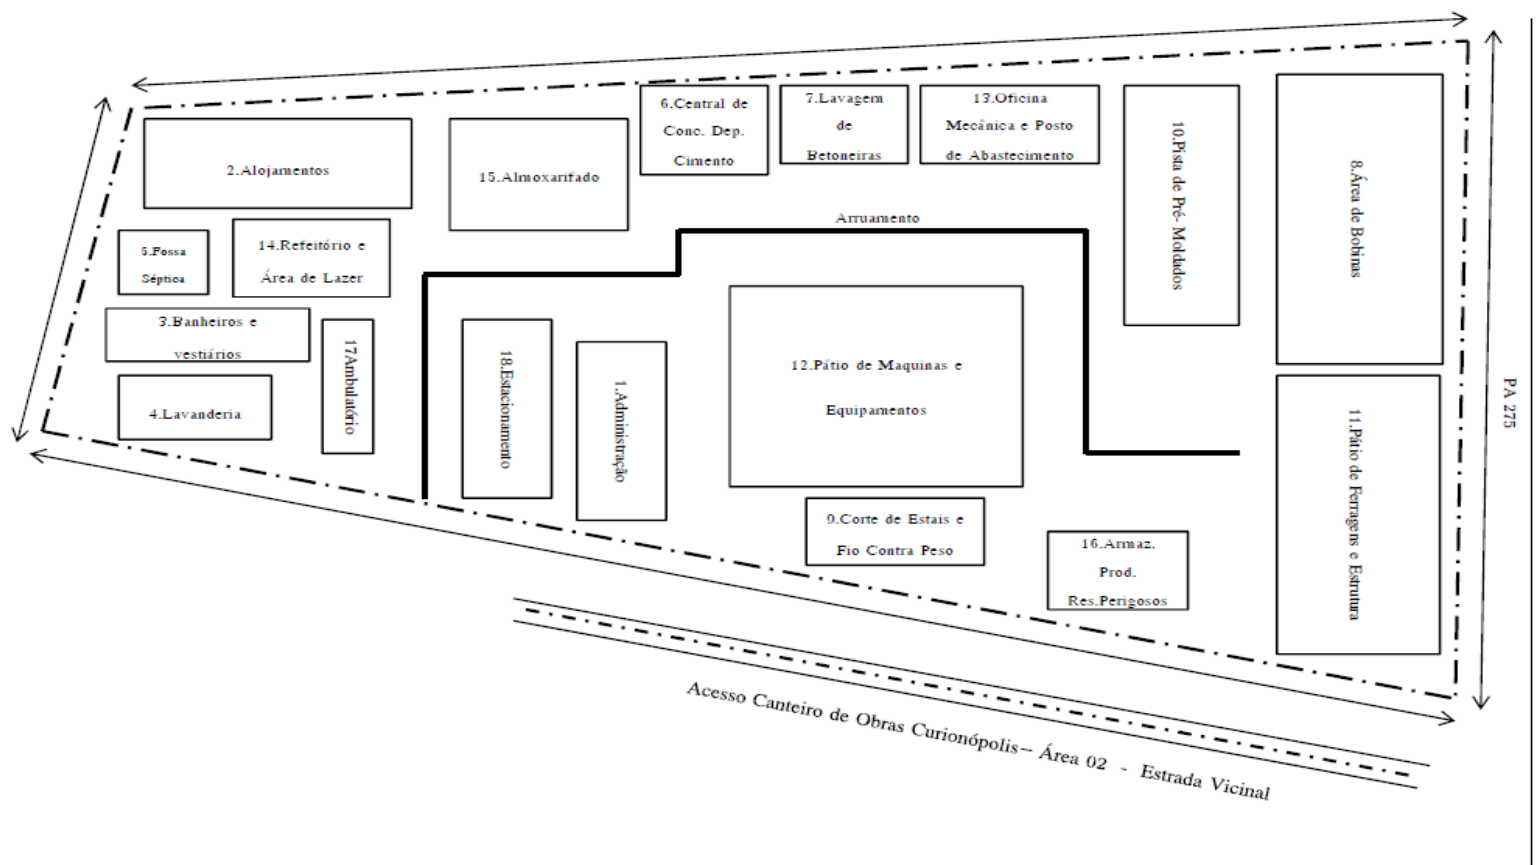 6.Central de
Conc. Dep.
Cimento
7.Lavagem
de
Betoneiras
13.Oficina
Mecânica e Posto
de Abastecimento
2.Alojamentos
15.Almoxarifado
10.Pista de Pré- Moldados
8.Área de Bobinas
Arruamento
5.Fossa
Séptica
14.Refeitório e
Área de Lazer
3.Banheiros e
vestiários
17Ambulatório
4.Lavanderia
18.Estacionamento
1.Administração
12.Pátio de Maquinas e
Equipamentos
11.Pátio de Ferragens e Estrutura
PA 275
9.Corte de Estais e
Fio Contra Peso
16.Armaz.
Prod.
Res.Perigosos
Acesso Canteiro de Obras Curionópolis– Área 02 - Estrada Vicinal